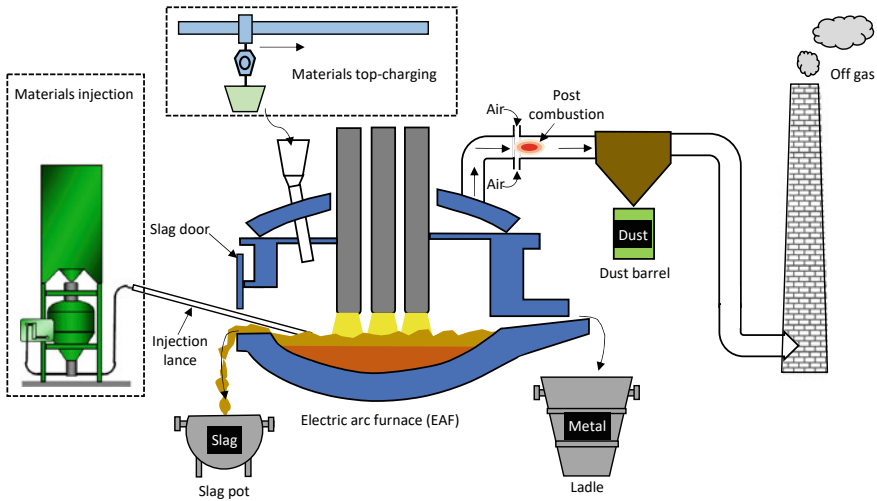 Materials injection
Materials top-charging
Air
Post
combustion
Off gas
Air
Slag door
Dust
Dust barrel
Injection
lance
Electric arc furnace (EAF)
Slag
Metal
Slag pot
Ladle